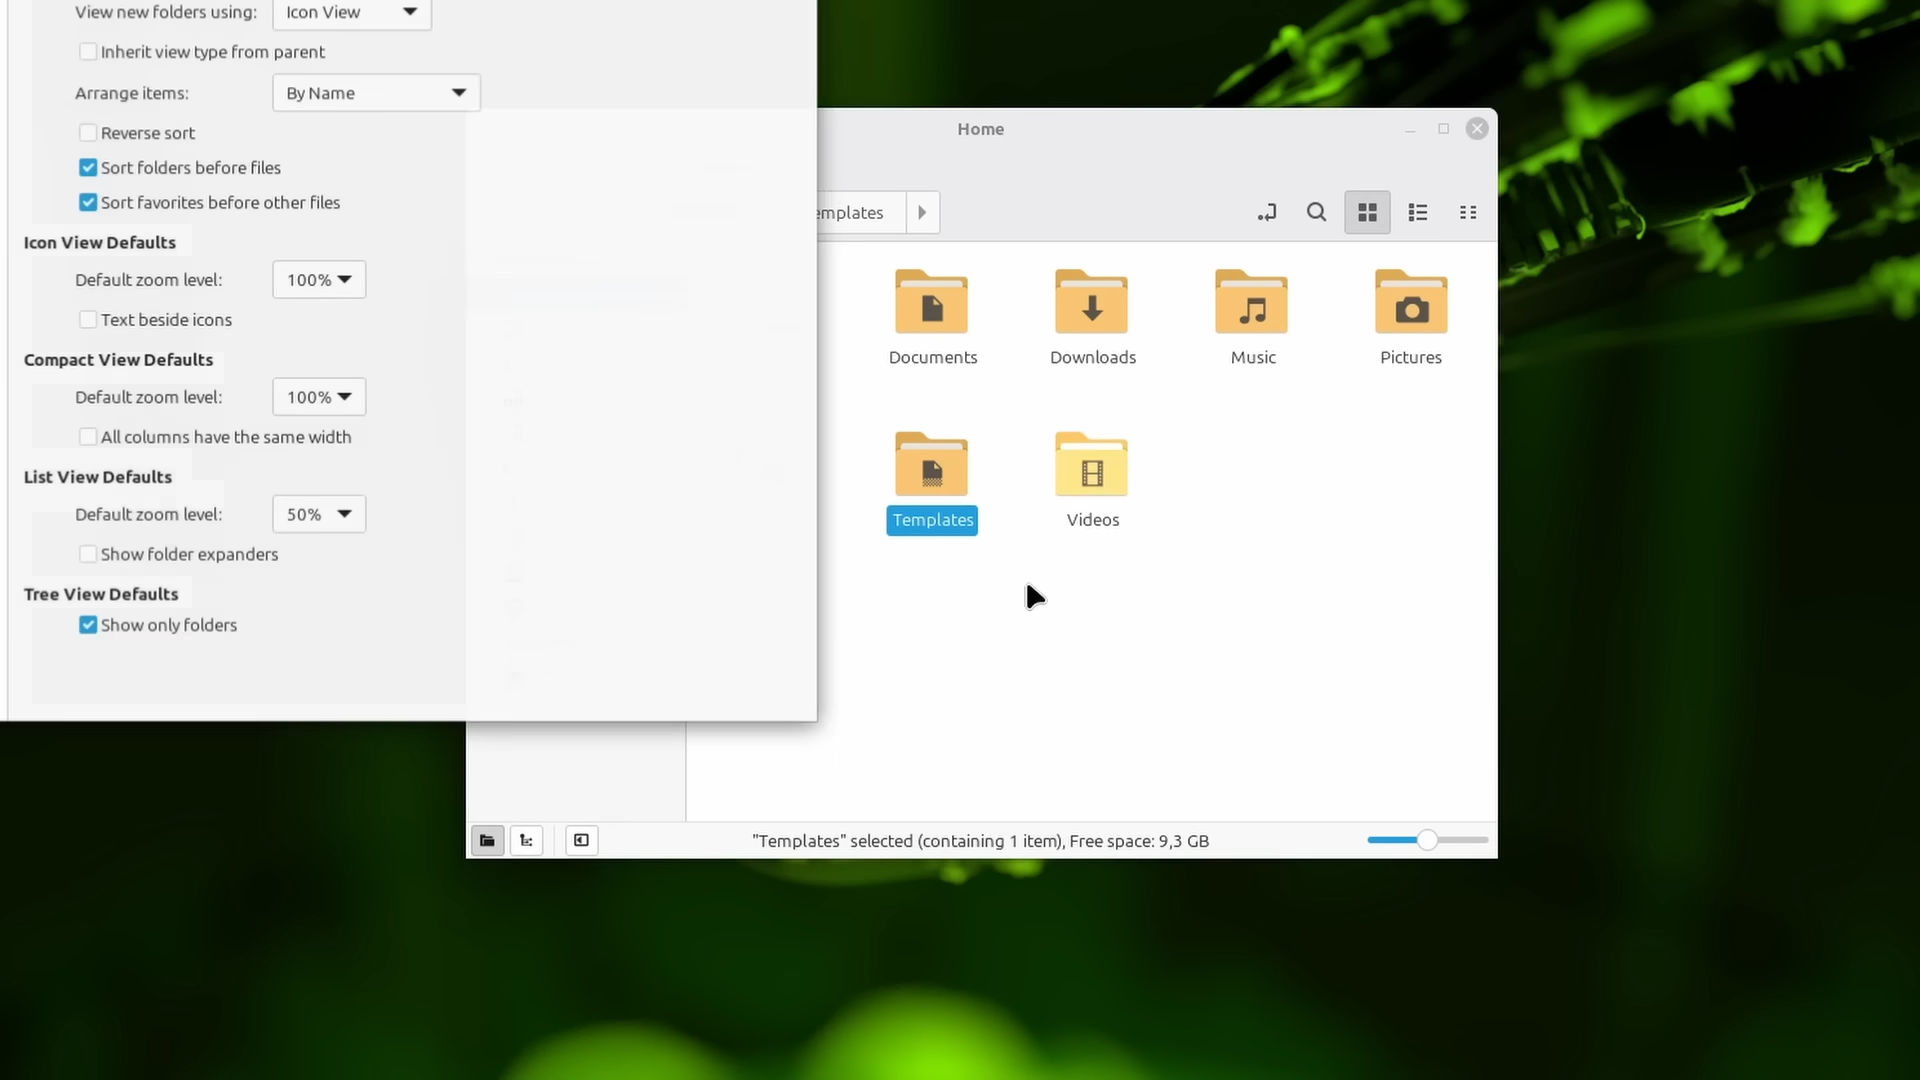 View new folders using: Icon View
Inherit view type from parent
Arrange items: By Name
Reverse sort
Sort folders before files
Sort favorites before other files
Icon View Defaults
Default zoom level: 100%
Text beside icons
Compact View Defaults
Default zoom level: 100%
All columns have the same width
List View Defaults
Default zoom level: 50%
Show folder expanders
Tree View Defaults
Show only folders
Home
emplates
Documents Downloads Music Pictures
Templates Videos
"Templates" selected (containing 1 item), Free space: 9,3 GB